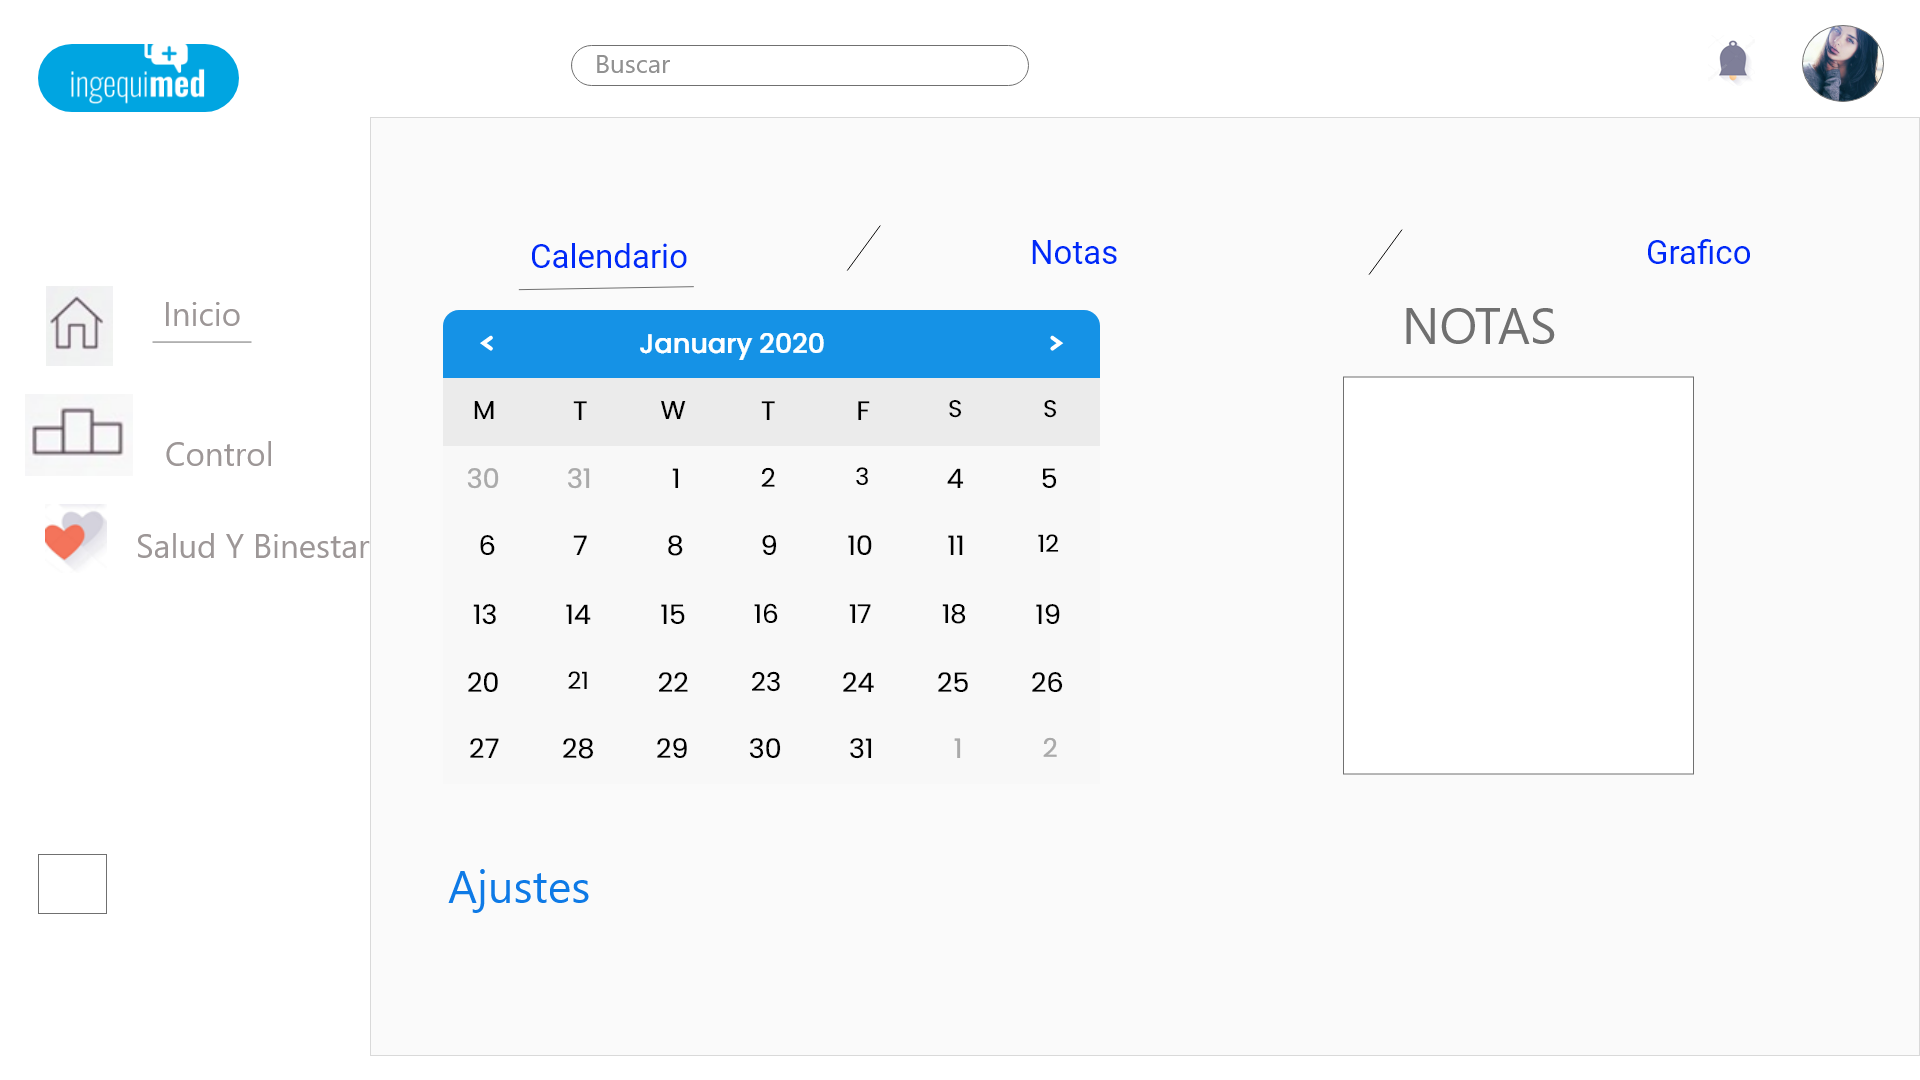 ingequimed
Buscar
Inicio
Control
Salud Y Binestar
Calendario / Notas / Grafico
< January 2020 >
M T W T F S S
30 31 1 2 3 4 5
6 7 8 9 10 11 12
13 14 15 16 17 18 19
20 21 22 23 24 25 26
27 28 29 30 31 1 2
NOTAS
Ajustes